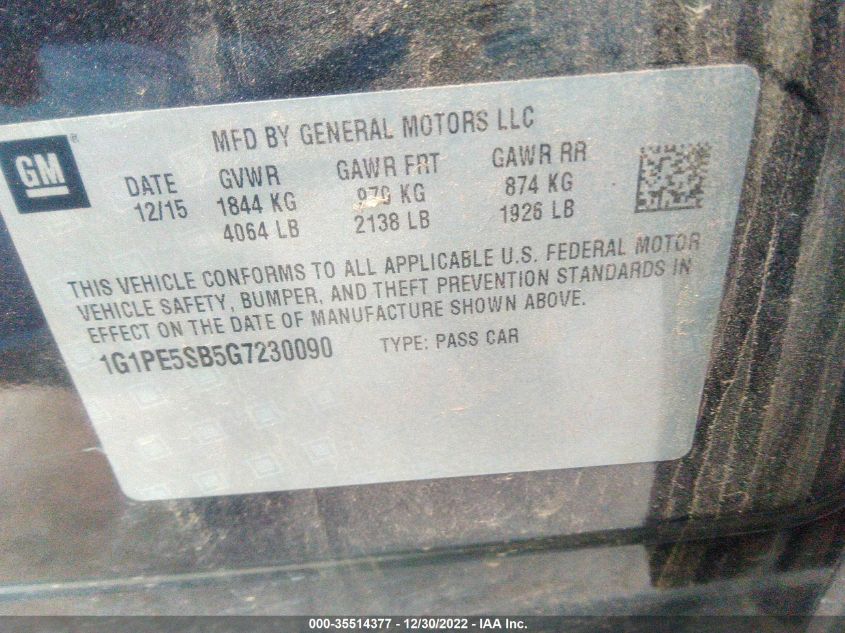 MFD BY GENERAL MOTORS LLC
GM ®
DATE GVWR GAWR FRT GAWR RR
12/15 1844 KG 970 KG 874 KG
4064 LB 2138 LB 1926 LB
THIS VEHICLE CONFORMS TO ALL APPLICABLE U.S. FEDERAL MOTOR
VEHICLE SAFETY, BUMPER, AND THEFT PREVENTION STANDARDS IN
EFFECT ON THE DATE OF MANUFACTURE SHOWN ABOVE.
1G1PE5SB5G7230090 TYPE: PASS CAR
000-35514377 - 12/30/2022 - IAA Inc.